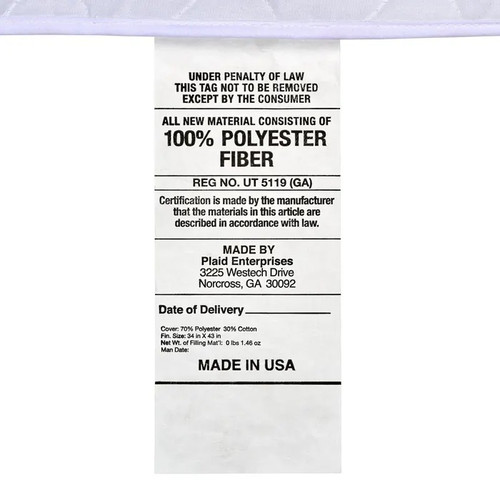 UNDER PENALTY OF LAW
THIS TAG NOT TO BE REMOVED
EXCEPT BY THE CONSUMER
ALL NEW MATERIAL CONSISTING OF
100% POLYESTER
FIBER
REG NO. UT 5119 (GA)
Certification is made by the manufacturer
that the materials in this article are
described in accordance with law.
MADE BY
Plaid Enterprises
3225 Westech Drive
Norcross, GA 30092
Date of Delivery
Cover: 70% Polyester 30% Cotton
Fin. Size: 34 in X 43 in
Net Wt. of Filling Mat'l: 0 lbs 1.46 oz
Man Date:
MADE IN USA